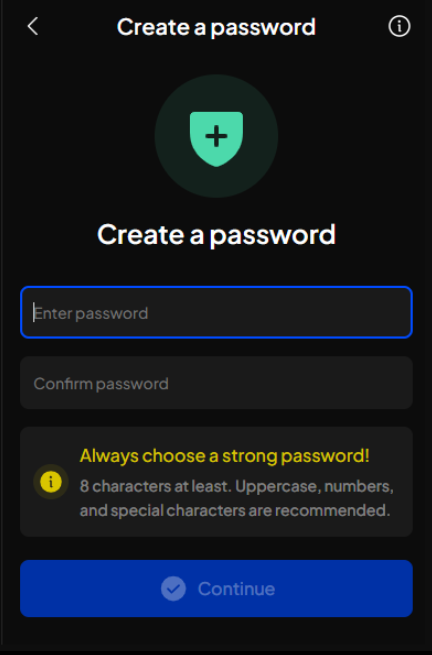 Create a password
Create a password
Enter password
Confirm password
Always choose a strong password!
8 characters at least. Uppercase, numbers,
and special characters are recommended.
Continue